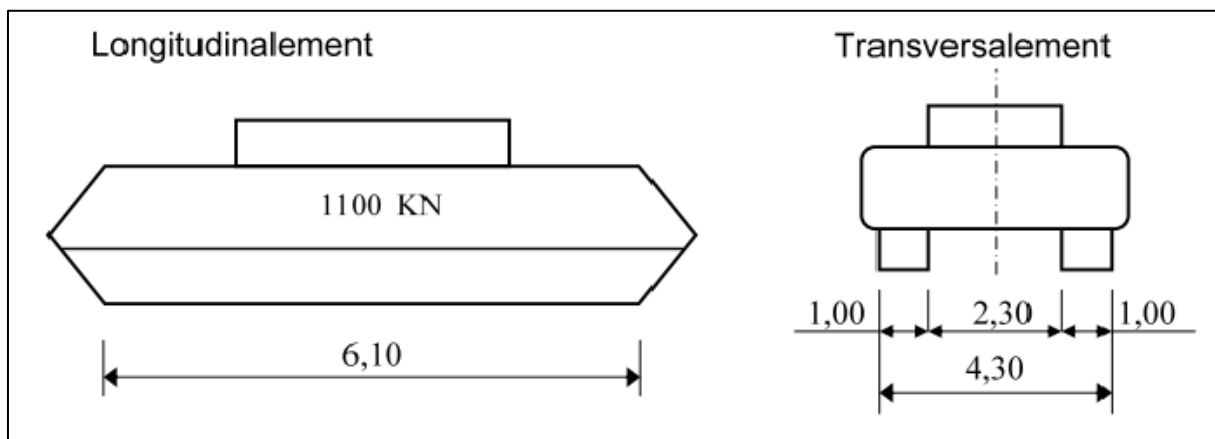 Longitudinalement
Transversalement
1100 KN
1,00
2,30
1,00
6,10
4,30